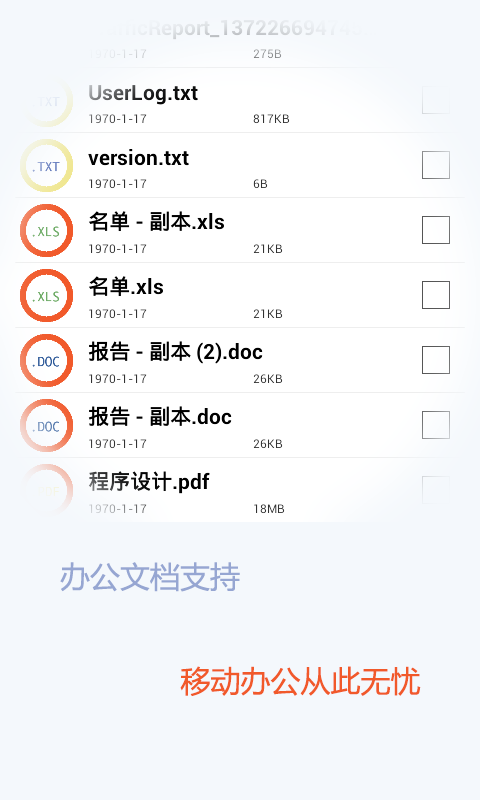 275B
1970-1-17
UserLog.txt
1970-1-17 817KB
.TXT
version.txt
1970-1-17 6B
.XLS
名单 - 副本.xls
1970-1-17 21KB
.XLS
名单.xls
1970-1-17 21KB
.DOC
报告 - 副本 (2).doc
1970-1-17 26KB
.DOC
报告 - 副本.doc
1970-1-17 26KB
程序设计.pdf
1970-1-17 18MB
办公文档支持
移动办公从此无忧